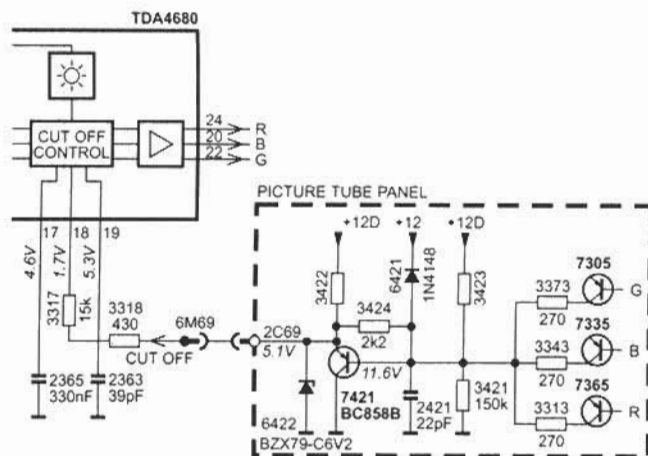 TDA4680
CUT OFF
CONTROL
24
R
20
B
22
G
17
18
19
4.6V
1.7V
5.3V
3317
15k
3318
430
6M69
CUT OFF
2365
330nF
2363
39pF
PICTURE TUBE PANEL
+12D
+12
+12D
3422
6421
1N4148
3423
3424
2k2
2C69
5.1V
11.6V
7421
BC858B
6422
BZX79-C6V2
2421
22pF
3421
150k
7305
3373
G
270
7335
3343
B
270
7365
3313
R
270